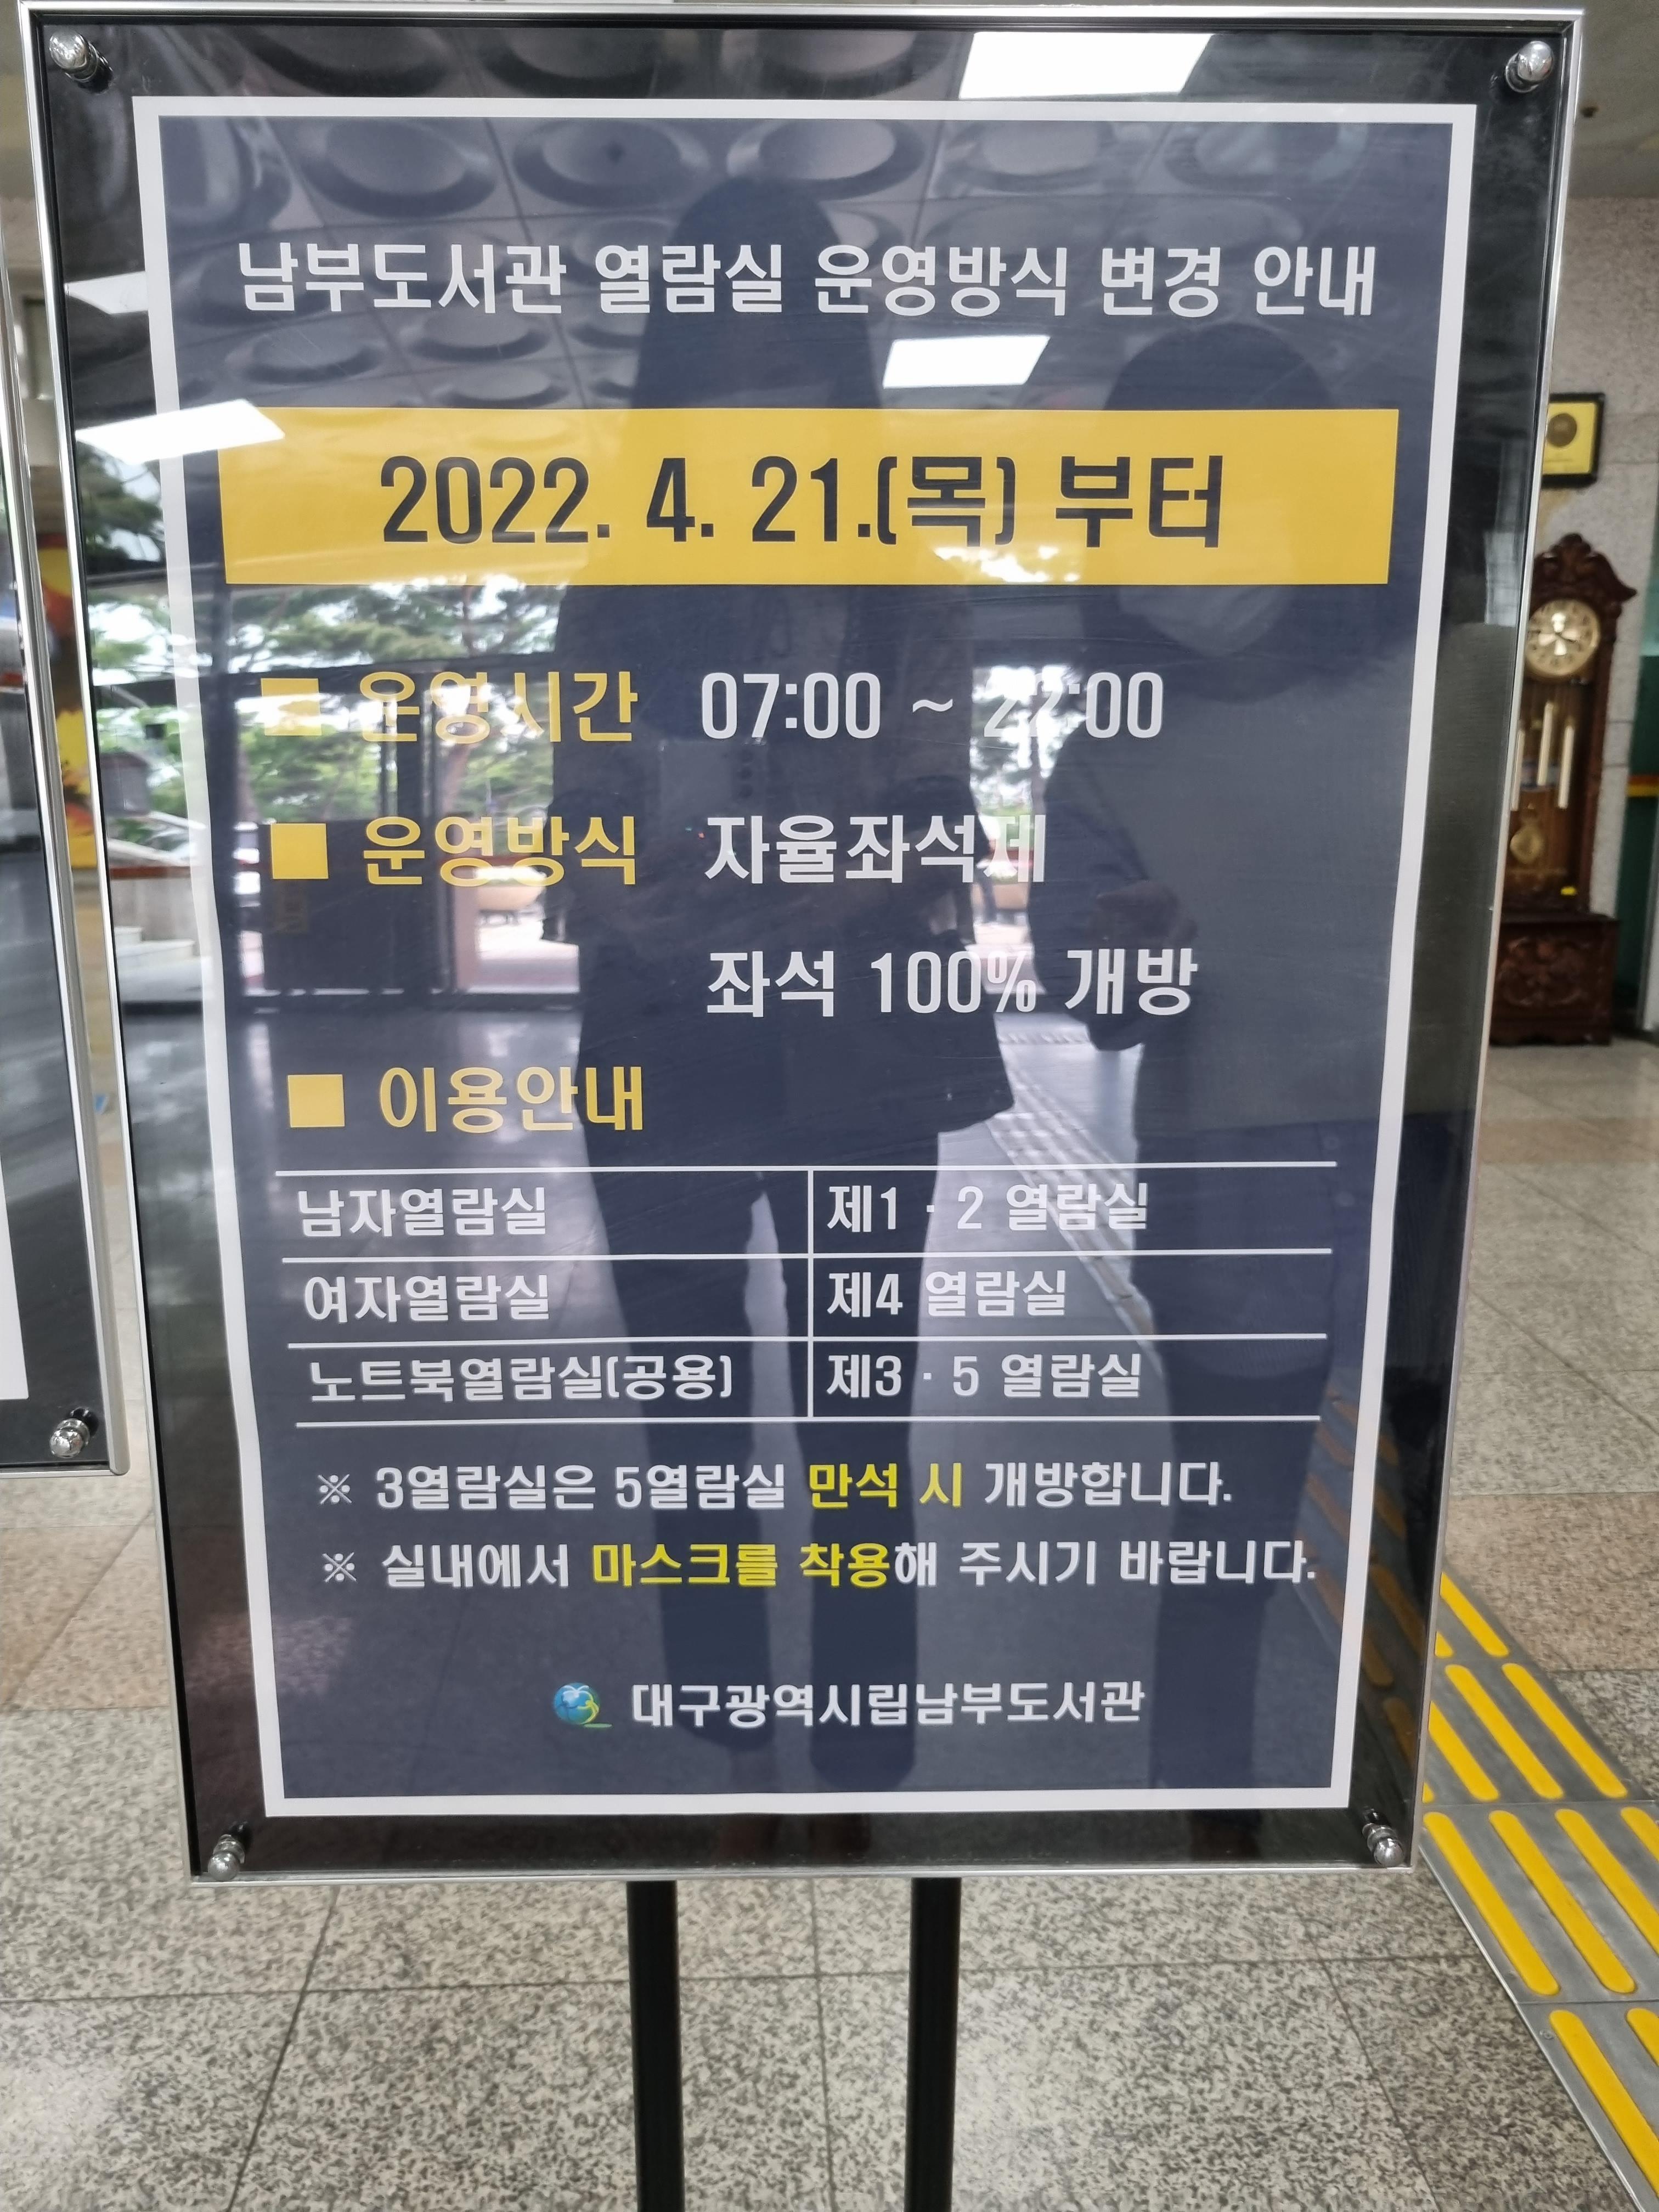 남부도서관 열람실 운영방식 변경 안내
2022. 4. 21.(목) 부터
■ 운영시간 07:00 ~ 22:00
■ 운영방식 자율좌석제
좌석 100% 개방
■ 이용안내
남자열람실 제1 · 2 열람실
여자열람실 제4 열람실
노트북열람실(공용) 제3 · 5 열람실
※ 3열람실은 5열람실 만석 시 개방합니다.
※ 실내에서 마스크를 착용해 주시기 바랍니다.
대구광역시립남부도서관